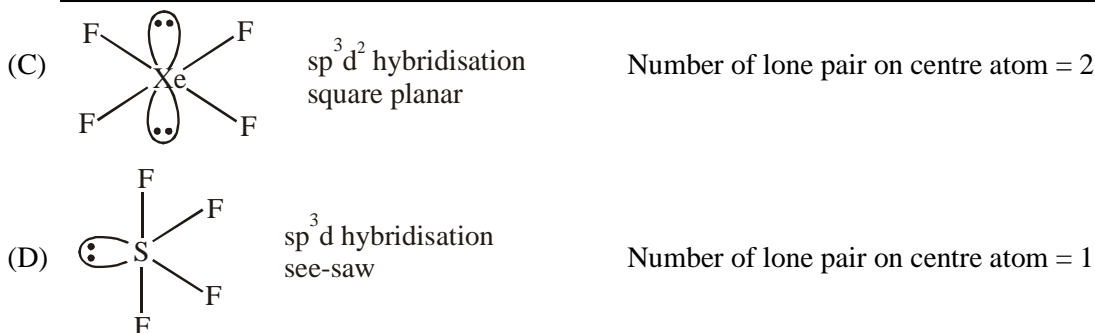 F F
(C) Xe sp³d² hybridisation Number of lone pair on centre atom = 2
square planar
F F
F
F
(D) S sp³d hybridisation Number of lone pair on centre atom = 1
see-saw
F
F